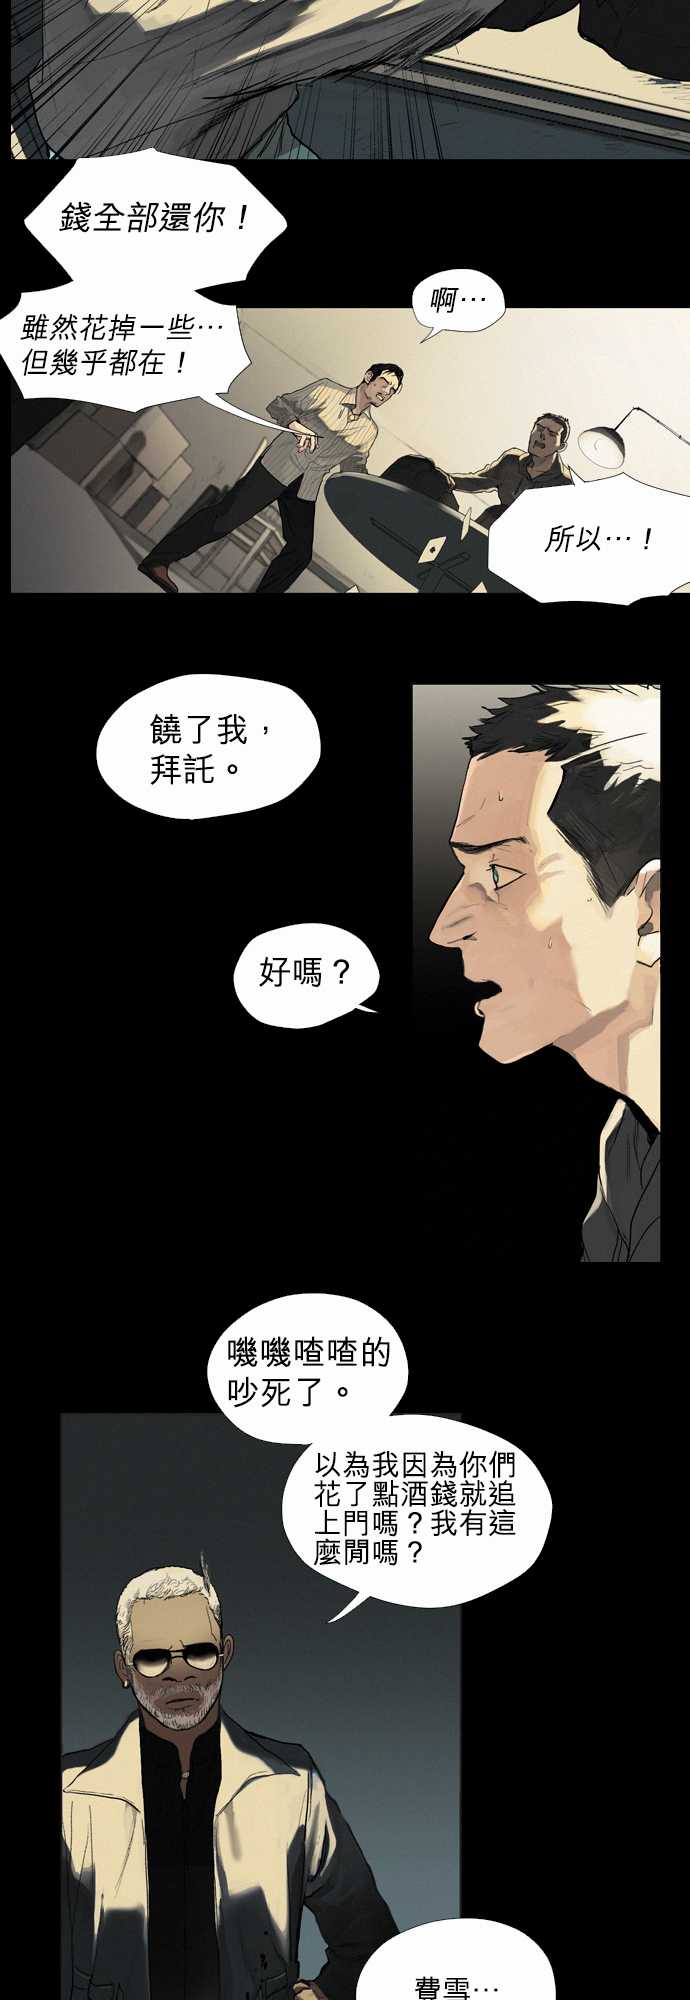 錢全部還你！
雖然花掉一些…
但幾乎都在！
啊…
所以…！
饒了我，
拜託。
好嗎？
嘰嘰喳喳的
吵死了。
以為我因為你們
花了點酒錢就追
上門嗎？我有這
麼閒嗎？
費雪…